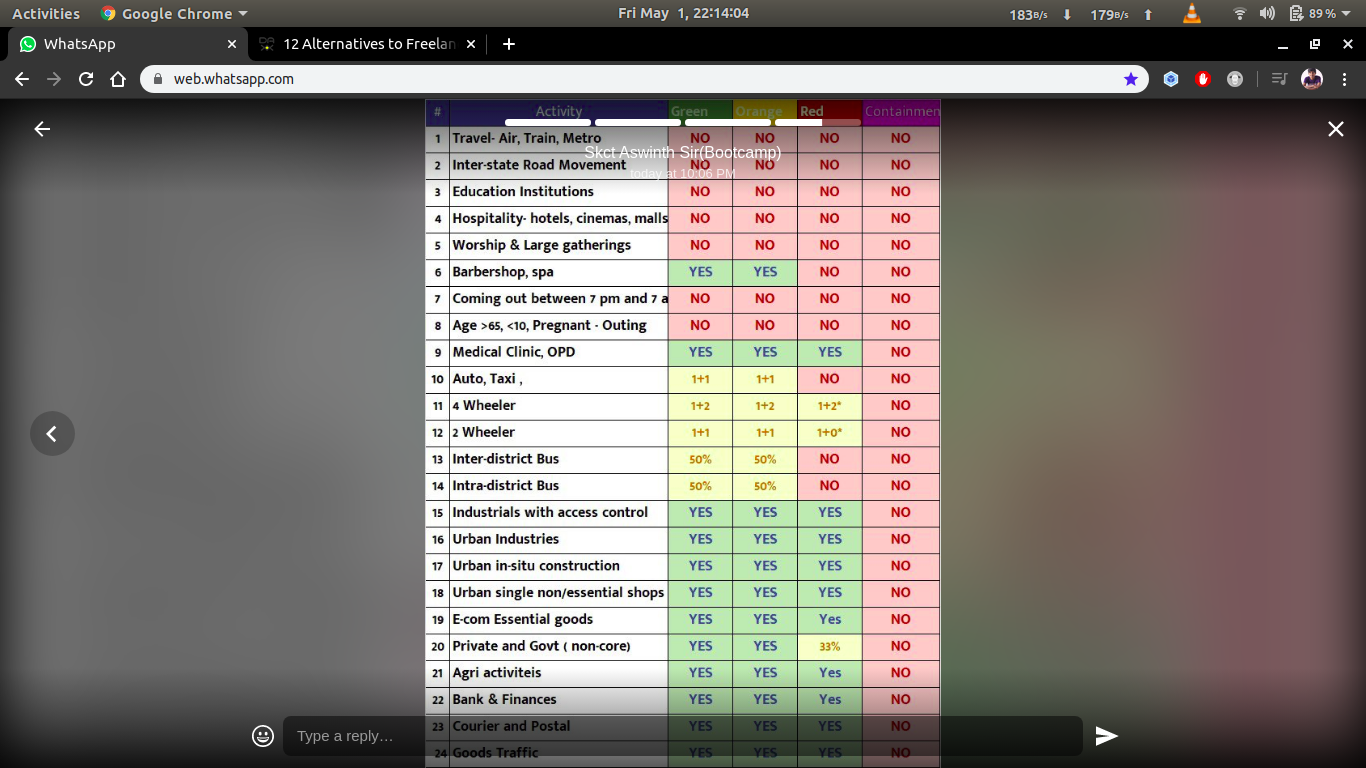 Activities Google Chrome Fri May 1, 22:14:04 183B/s 179B/s 89 %
WhatsApp 12 Alternatives to Freelan
web.whatsapp.com
# Activity Green Orange Red Containmen
1 Travel- Air, Train, Metro NO NO NO NO
Skct Aswinth Sir(Bootcamp)
2 Inter-state Road Movement NO NO NO NO
today at 10:06 PM
3 Education Institutions NO NO NO NO
4 Hospitality- hotels, cinemas, malls NO NO NO NO
5 Worship & Large gatherings NO NO NO NO
6 Barbershop, spa YES YES NO NO
7 Coming out between 7 pm and 7 a NO NO NO NO
8 Age >65, <10, Pregnant - Outing NO NO NO NO
9 Medical Clinic, OPD YES YES YES NO
10 Auto, Taxi , 1+1 1+1 NO NO
11 4 Wheeler 1+2 1+2 1+2* NO
12 2 Wheeler 1+1 1+1 1+0* NO
13 Inter-district Bus 50% 50% NO NO
14 Intra-district Bus 50% 50% NO NO
15 Industrials with access control YES YES YES NO
16 Urban Industries YES YES YES NO
17 Urban in-situ construction YES YES YES NO
18 Urban single non/essential shops YES YES YES NO
19 E-com Essential goods YES YES Yes NO
20 Private and Govt ( non-core) YES YES 33% NO
21 Agri activiteis YES YES Yes NO
22 Bank & Finances YES YES Yes NO
23 Courier and Postal YES YES YES NO
Type a reply…
24 Goods Traffic YES YES YES NO